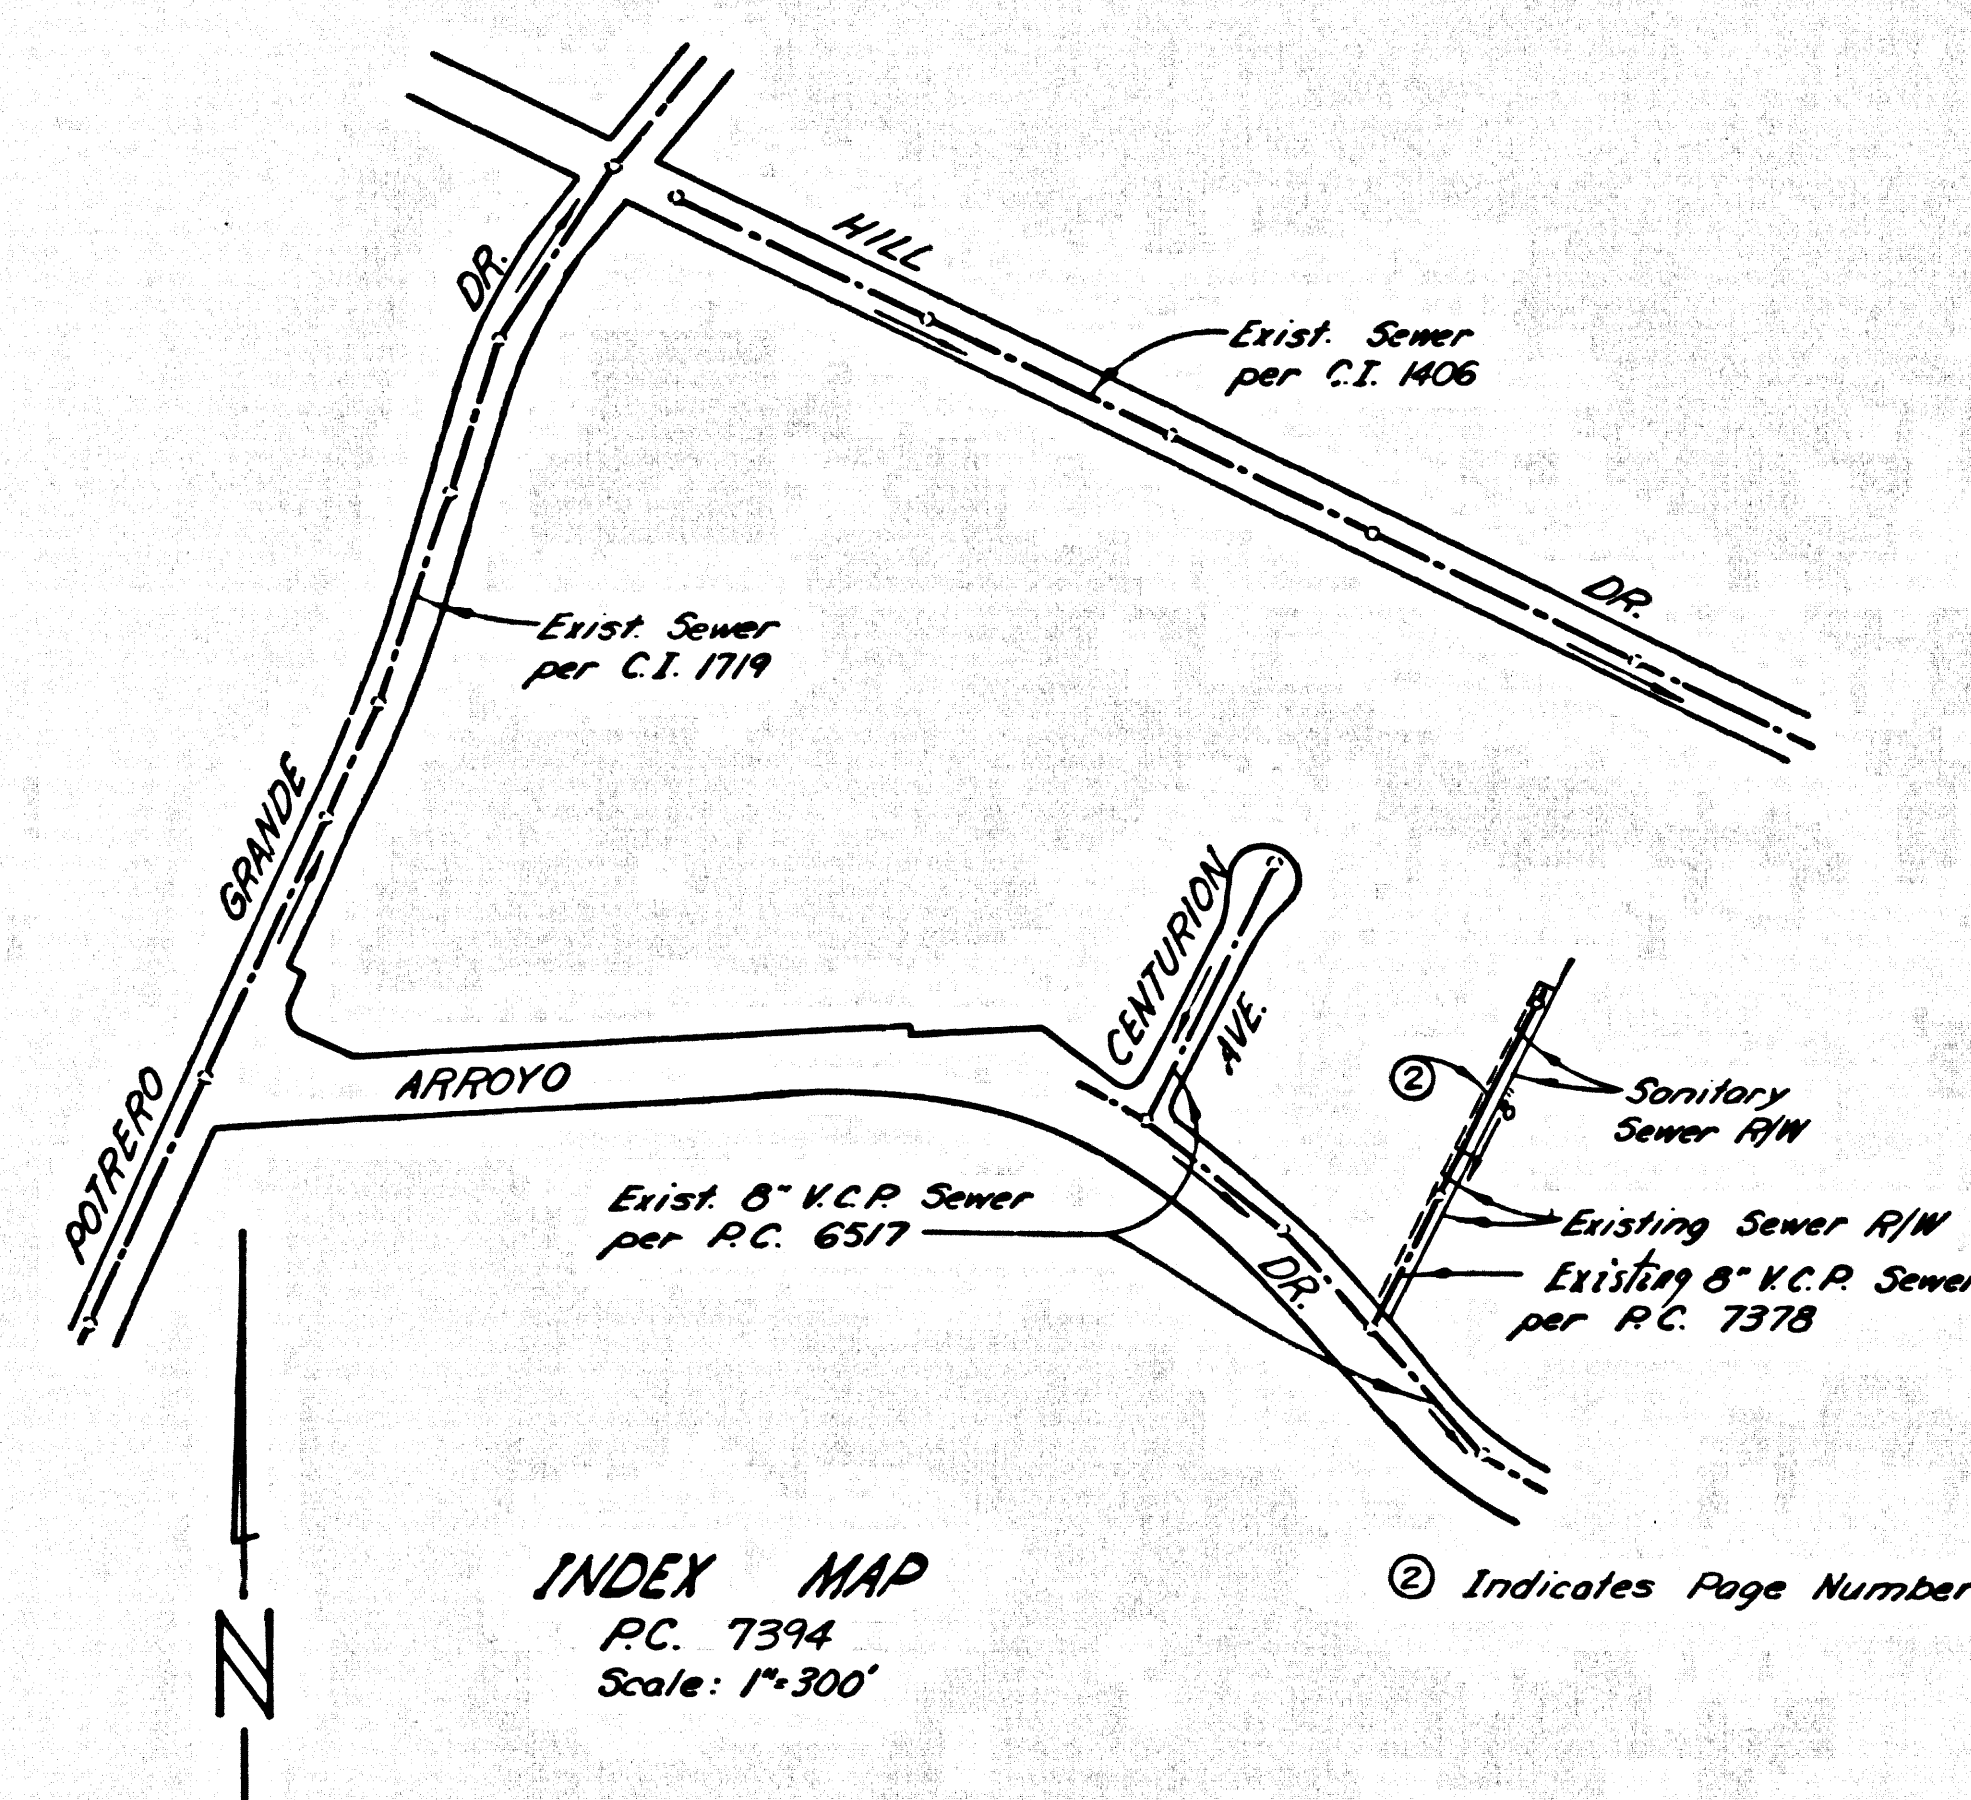 HILL
DR.
DR.
Exist. Sewer
per C.I. 1406
Exist. Sewer
per C.I. 1719
GRANDE
POTRERO
CENTURION
AVE.
ARROYO
DR.
2
8"
Sanitary
Sewer R/W
Exist. 8" V.C.P. Sewer
per P.C. 6517
Existing Sewer R/W
Existing 8" V.C.P. Sewer
per P.C. 7378
N
INDEX MAP
P.C. 7394
Scale: 1"=300'
2 Indicates Page Number